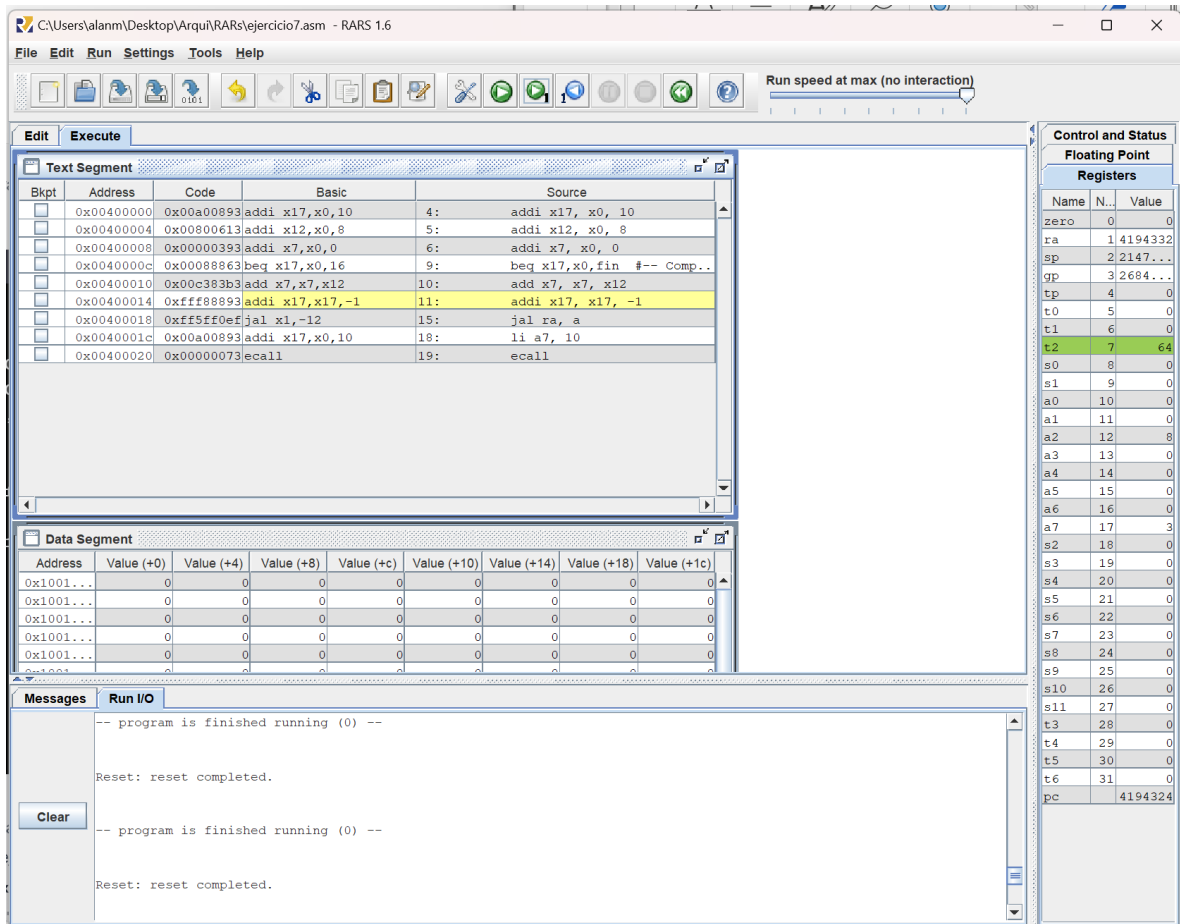 C:\Users\alanm\Desktop\Arqui\RARs\ejercicio7.asm - RARS 1.6
File Edit Run Settings Tools Help
Run speed at max (no interaction)
Edit Execute
Text Segment
Bkpt Address Code Basic Source
0x00400000 0x00a00893 addi x17,x0,10 4: addi x17, x0, 10
0x00400004 0x00800613 addi x12,x0,8 5: addi x12, x0, 8
0x00400008 0x00000393 addi x7,x0,0 6: addi x7, x0, 0
0x0040000c 0x00088863 beq x17,x0,16 9: beq x17,x0,fin #-- Comp..
0x00400010 0x00c383b3 add x7,x7,x12 10: add x7, x7, x12
0x00400014 0xfff88893 addi x17,x17,-1 11: addi x17, x17, -1
0x00400018 0xff5ff0ef jal x1,-12 15: jal ra, a
0x0040001c 0x00a00893 addi x17,x0,10 18: li a7, 10
0x00400020 0x00000073 ecall 19: ecall
Data Segment
Address Value (+0) Value (+4) Value (+8) Value (+c) Value (+10) Value (+14) Value (+18) Value (+1c)
0x1001... 0 0 0 0 0 0 0 0
0x1001... 0 0 0 0 0 0 0 0
0x1001... 0 0 0 0 0 0 0 0
0x1001... 0 0 0 0 0 0 0 0
0x1001... 0 0 0 0 0 0 0 0
Messages Run I/O
-- program is finished running (0) --
Reset: reset completed.
Clear
-- program is finished running (0) --
Reset: reset completed.
Control and Status
Floating Point
Registers
Name N... Value
zero 0 0
ra 1 4194332
sp 2 2147...
gp 3 2684...
tp 4 0
t0 5 0
t1 6 0
t2 7 64
s0 8 0
s1 9 0
a0 10 0
a1 11 0
a2 12 8
a3 13 0
a4 14 0
a5 15 0
a6 16 0
a7 17 3
s2 18 0
s3 19 0
s4 20 0
s5 21 0
s6 22 0
s7 23 0
s8 24 0
s9 25 0
s10 26 0
s11 27 0
t3 28 0
t4 29 0
t5 30 0
t6 31 0
pc 4194324